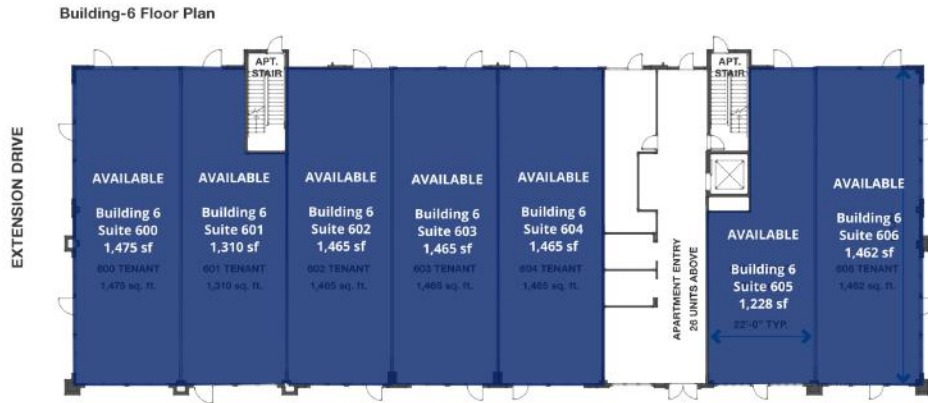 Building-6 Floor Plan
EXTENSION DRIVE
APT.
STAIR
APT.
STAIR
AVAILABLE
Building 6
Suite 600
1,475 sf
600 TENANT
1,475 sq. ft.
AVAILABLE
Building 6
Suite 601
1,310 sf
601 TENANT
1,310 sq. ft.
AVAILABLE
Building 6
Suite 602
1,465 sf
602 TENANT
1,465 sq. ft.
AVAILABLE
Building 6
Suite 603
1,465 sf
603 TENANT
1,465 sq. ft.
AVAILABLE
Building 6
Suite 604
1,465 sf
604 TENANT
1,465 sq. ft.
APARTMENT ENTRY
26 UNITS ABOVE
AVAILABLE
Building 6
Suite 605
1,228 sf
22'-0" TYP.
AVAILABLE
Building 6
Suite 606
1,462 sf
606 TENANT
1,462 sq. ft.